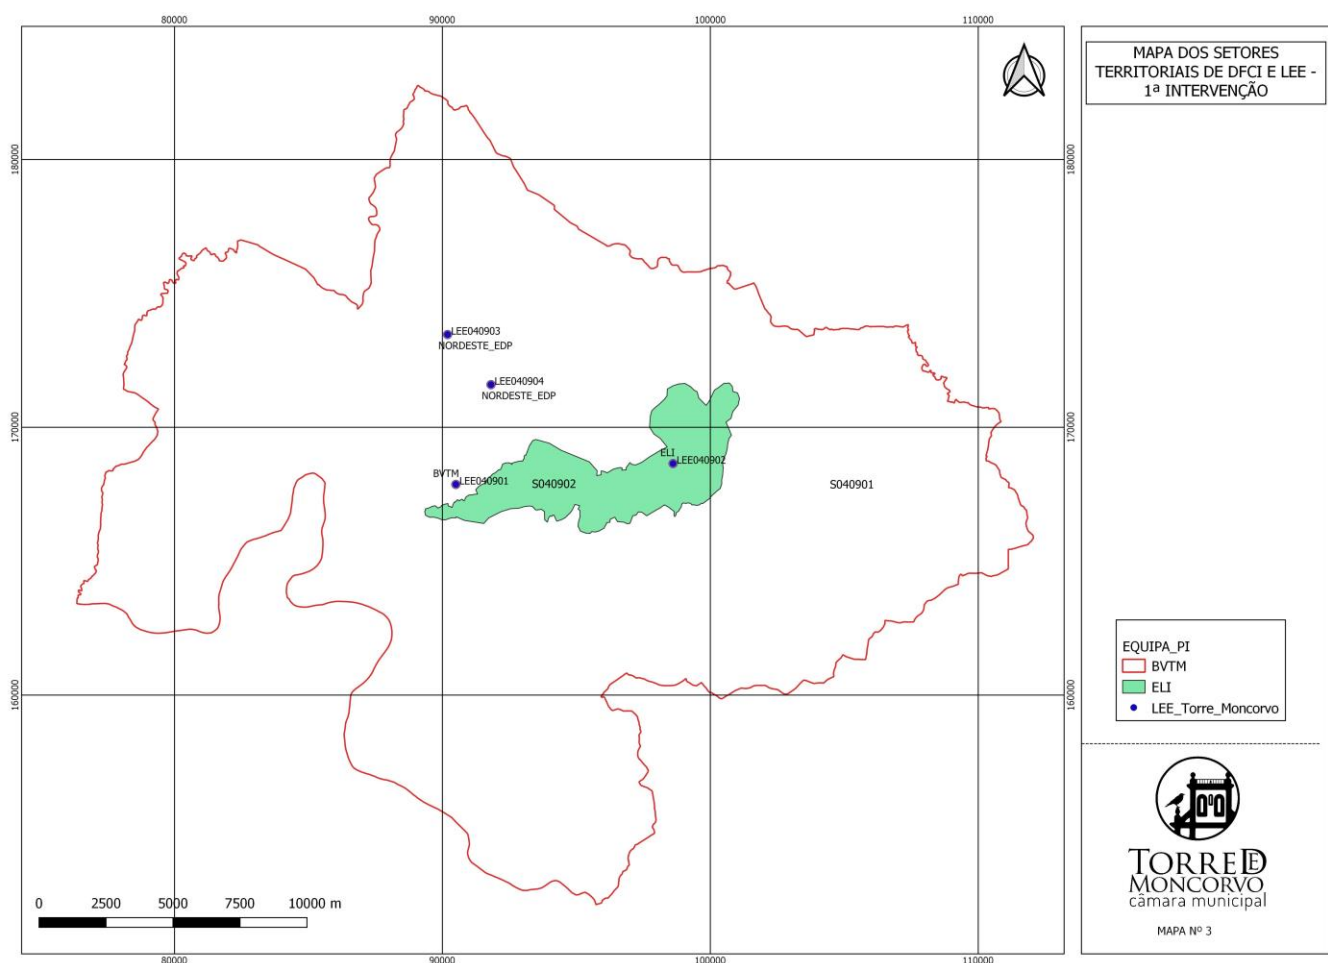 80000
90000
100000
110000
MAPA DOS SETORES
TERRITORIAIS DE DFCI E LEE -
1ª INTERVENÇÃO
180000
180000
LEE040903
NORDESTE_EDP
LEE040904
NORDESTE_EDP
170000
170000
ELI
LEE040902
BVTM
LEE040901
S040902
S040901
EQUIPA_PI
BVTM
ELI
LEE_Torre_Moncorvo
160000
160000
TORRE DE
MONCORVO
câmara municipal
MAPA Nº 3
0 2500 5000 7500 10000 m
80000
90000
100000
110000